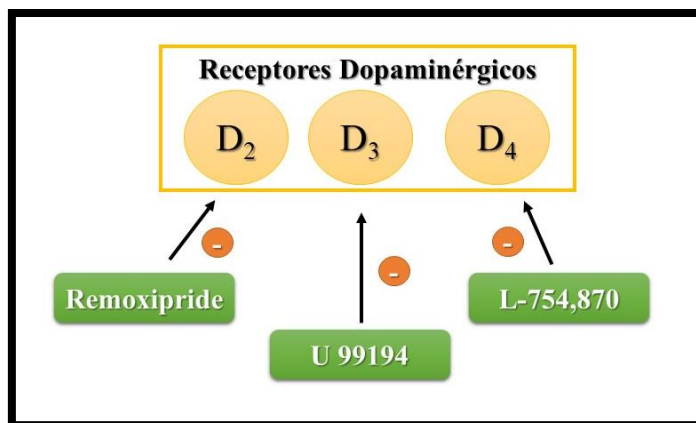 Receptores Dopaminérgicos
D₂ D₃ D₄
- - -
Remoxipride
L-754,870
U 99194